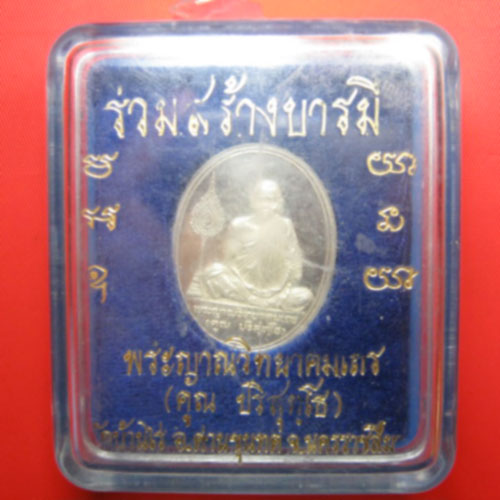 ร่วมสร้างบารมี
พระญาณวิทยาคมเถร
(คุณ ปริสุทฺโธ)
วัดบ้านไร่ อ.ด่านขุนทด จ.นครราชสีมา